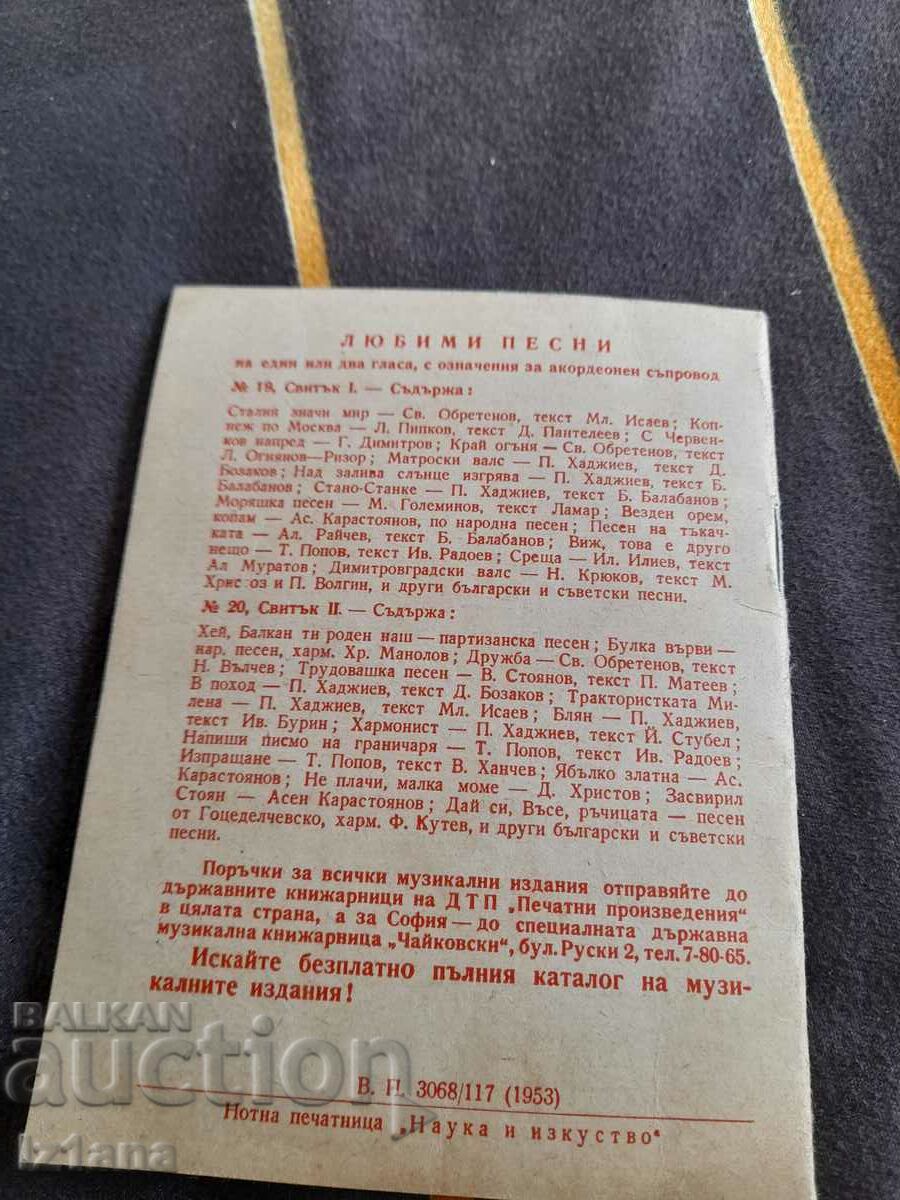 ЛЮБИМИ ПЕСНИ
на един или два гласа, с означения за акордеонен съпровод
№ 19, Свитък I. — Съдържа:
Сталин значи мир — Св. Обретенов, текст Мл. Исаев; Коп-
неж по Москва — Л. Пипков, текст Д. Пантелеев; С Червен-
ков напред — Г. Димитров; Край огъня — Св. Обретенов, текст
Л. Огнянов—Ризор; Матроски валс — П. Хаджиев, текст Д.
Бозаков; Над залива слънце изгрява — П. Хаджиев, текст Б.
Балабанов; Стано-Станке — П. Хаджиев, текст Б. Балабанов;
Моряшка песен — М. Големинов, текст Ламар; Везден орем,
копам — Ас. Карастоянов, по народна песен; Песен на тъкач-
ката — Ал. Райчев, текст Б. Балабанов; Виж, това е друго
нещо — Т. Попов, текст Ив. Радоев; Среща — Ил. Илиев, текст
Ал Муратов; Димитровградски валс — Н. Крюков, текст М.
Хрис оз и П. Волгин, и други български и съветски песни.
№ 20, Свитък II. — Съдържа:
Хей, Балкан ти роден наш — партизанска песен; Булка върви —
нар. песен, харм. Хр. Манолов; Дружба — Св. Обретенов, текст
Н. Вълчев; Трудовашка песен — В. Стоянов, текст П. Матеев;
В поход — П. Хаджиев, текст Д. Бозаков; Трактористката Ми-
лена — П. Хаджиев, текст Мл. Исаев; Блян — П. Хаджиев,
текст Ив. Бурин; Хармонист — П. Хаджиев, текст Й. Стубел;
Напиши писмо на граничаря — Т. Попов, текст Ив. Радоев;
Изпращане — Т. Попов, текст В. Ханчев; Ябълко златна — Ас.
Карастоянов; Не плачи, малка моме — Д. Христов; Засвирил
Стоян — Асен Карастоянов; Дай си, Въсе, ръчицата — песен
от Гоцеделчевско, харм. Ф. Кутев, и други български и съветски
песни.
Поръчки за всички музикални издания отправяйте до
държавните книжарници на ДТП „Печатни произведения“
в цялата страна, а за София — до специалната държавна
музикална книжарница „Чайковски“, бул. Руски 2, тел. 7-80-65.
Искайте безплатно пълния каталог на музи-
калните издания!
В. П. 3068/117 (1953)
Нотна печатница „Наука и изкуство“
BALKAN
auction
iz1ana